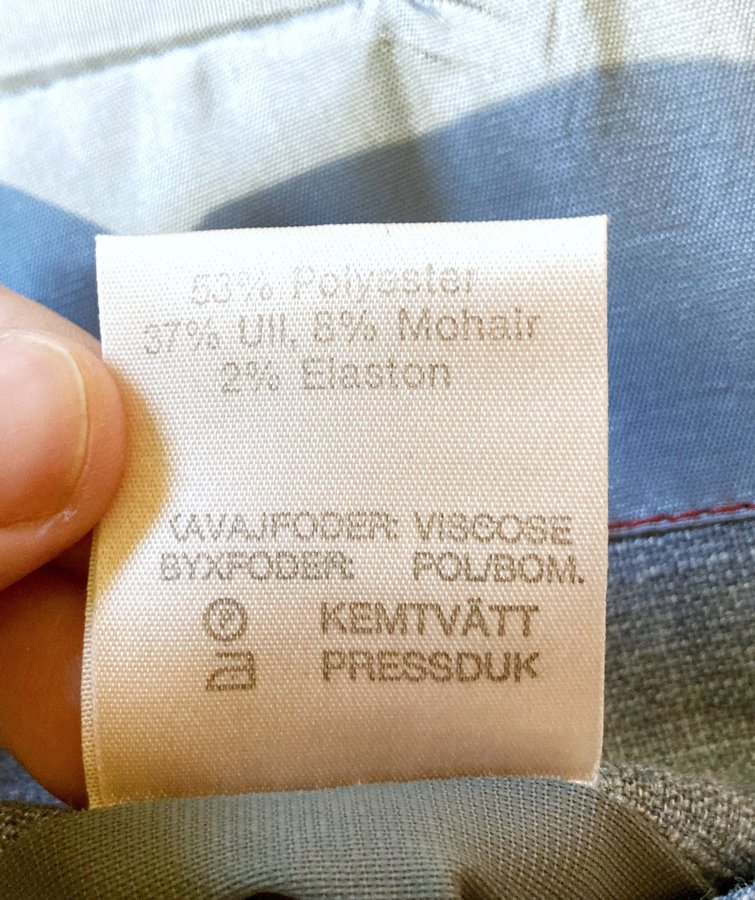 53% Polyester
37% Ull, 8% Mohair
2% Elaston
KAVAJFODER: VISCOSE
BYXFODER: POL/BOM.
P KEMTVÄTT
PRESSDUK